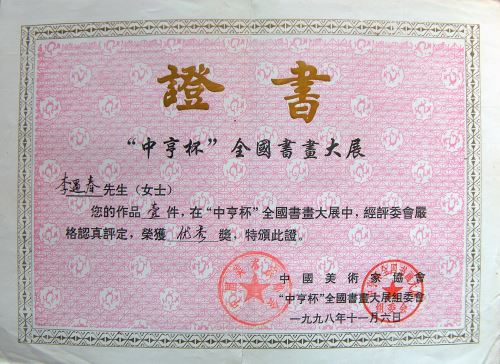 證書
“中亨杯”全國書畫大展
李遇春先生（女士）
您的作品壹件，在“中亨杯”全國書畫大展中，經評委會嚴
格認真評定，榮獲优秀獎，特頒此證。
中國美術家協會
“中亨杯”全國書畫大展組委會
一九九八年十一月六日